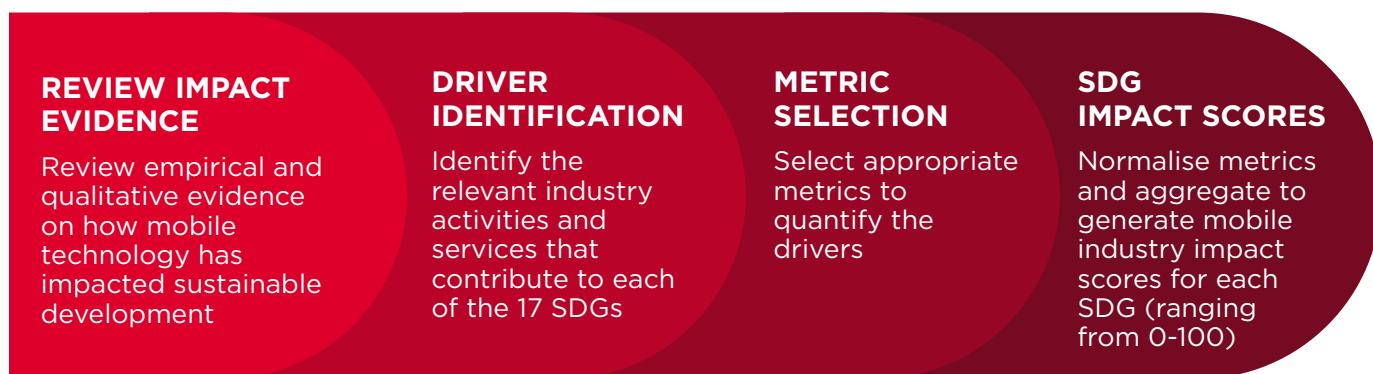 REVIEW IMPACT
EVIDENCE
Review empirical and
qualitative evidence
on how mobile
technology has
impacted sustainable
development
DRIVER
IDENTIFICATION
Identify the
relevant industry
activities and
services that
contribute to each
of the 17 SDGs
METRIC
SELECTION
Select appropriate
metrics to
quantify the
drivers
SDG
IMPACT SCORES
Normalise metrics
and aggregate to
generate mobile
industry impact
scores for each
SDG (ranging
from 0-100)